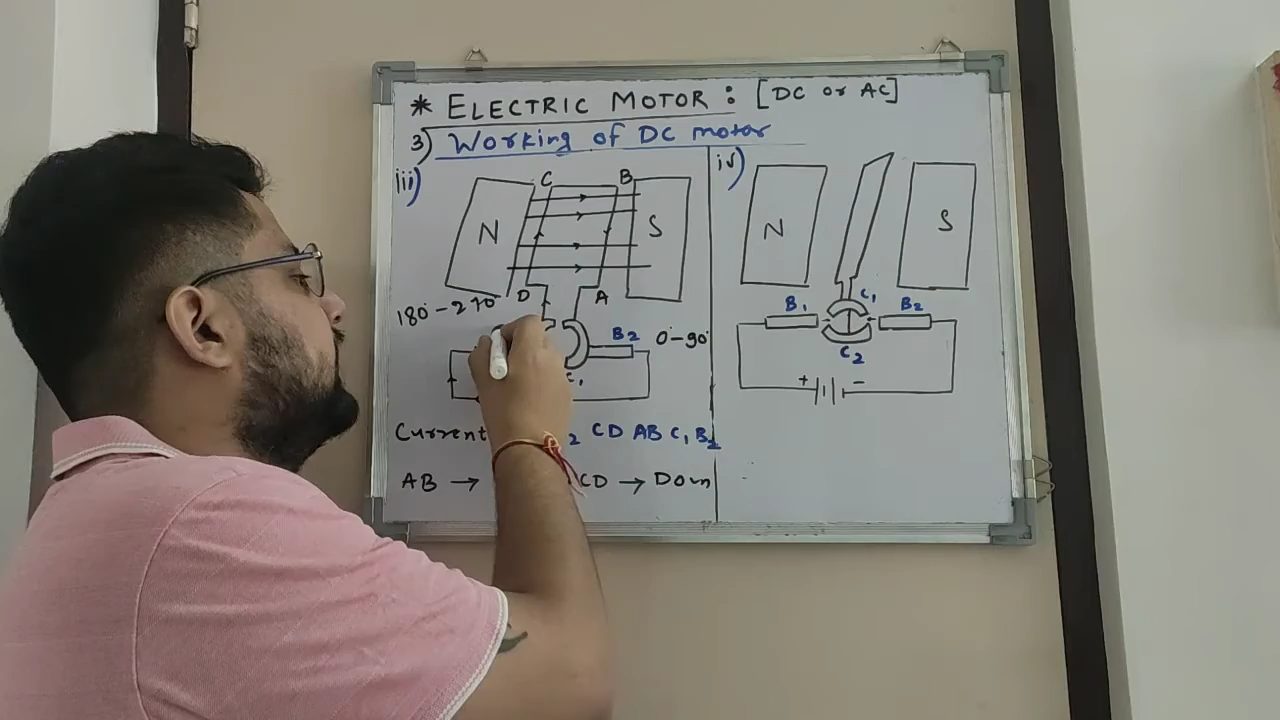 * ELECTRIC MOTOR : [DC or AC]
3) Working of DC motor
iii)
C B
N S
D A
180° - 270°
B2 0°-90°
C1
Current 2 CD AB C1 B2
AB → CD → Down
iv)
N S
B1 C1 B2
C2
+ -